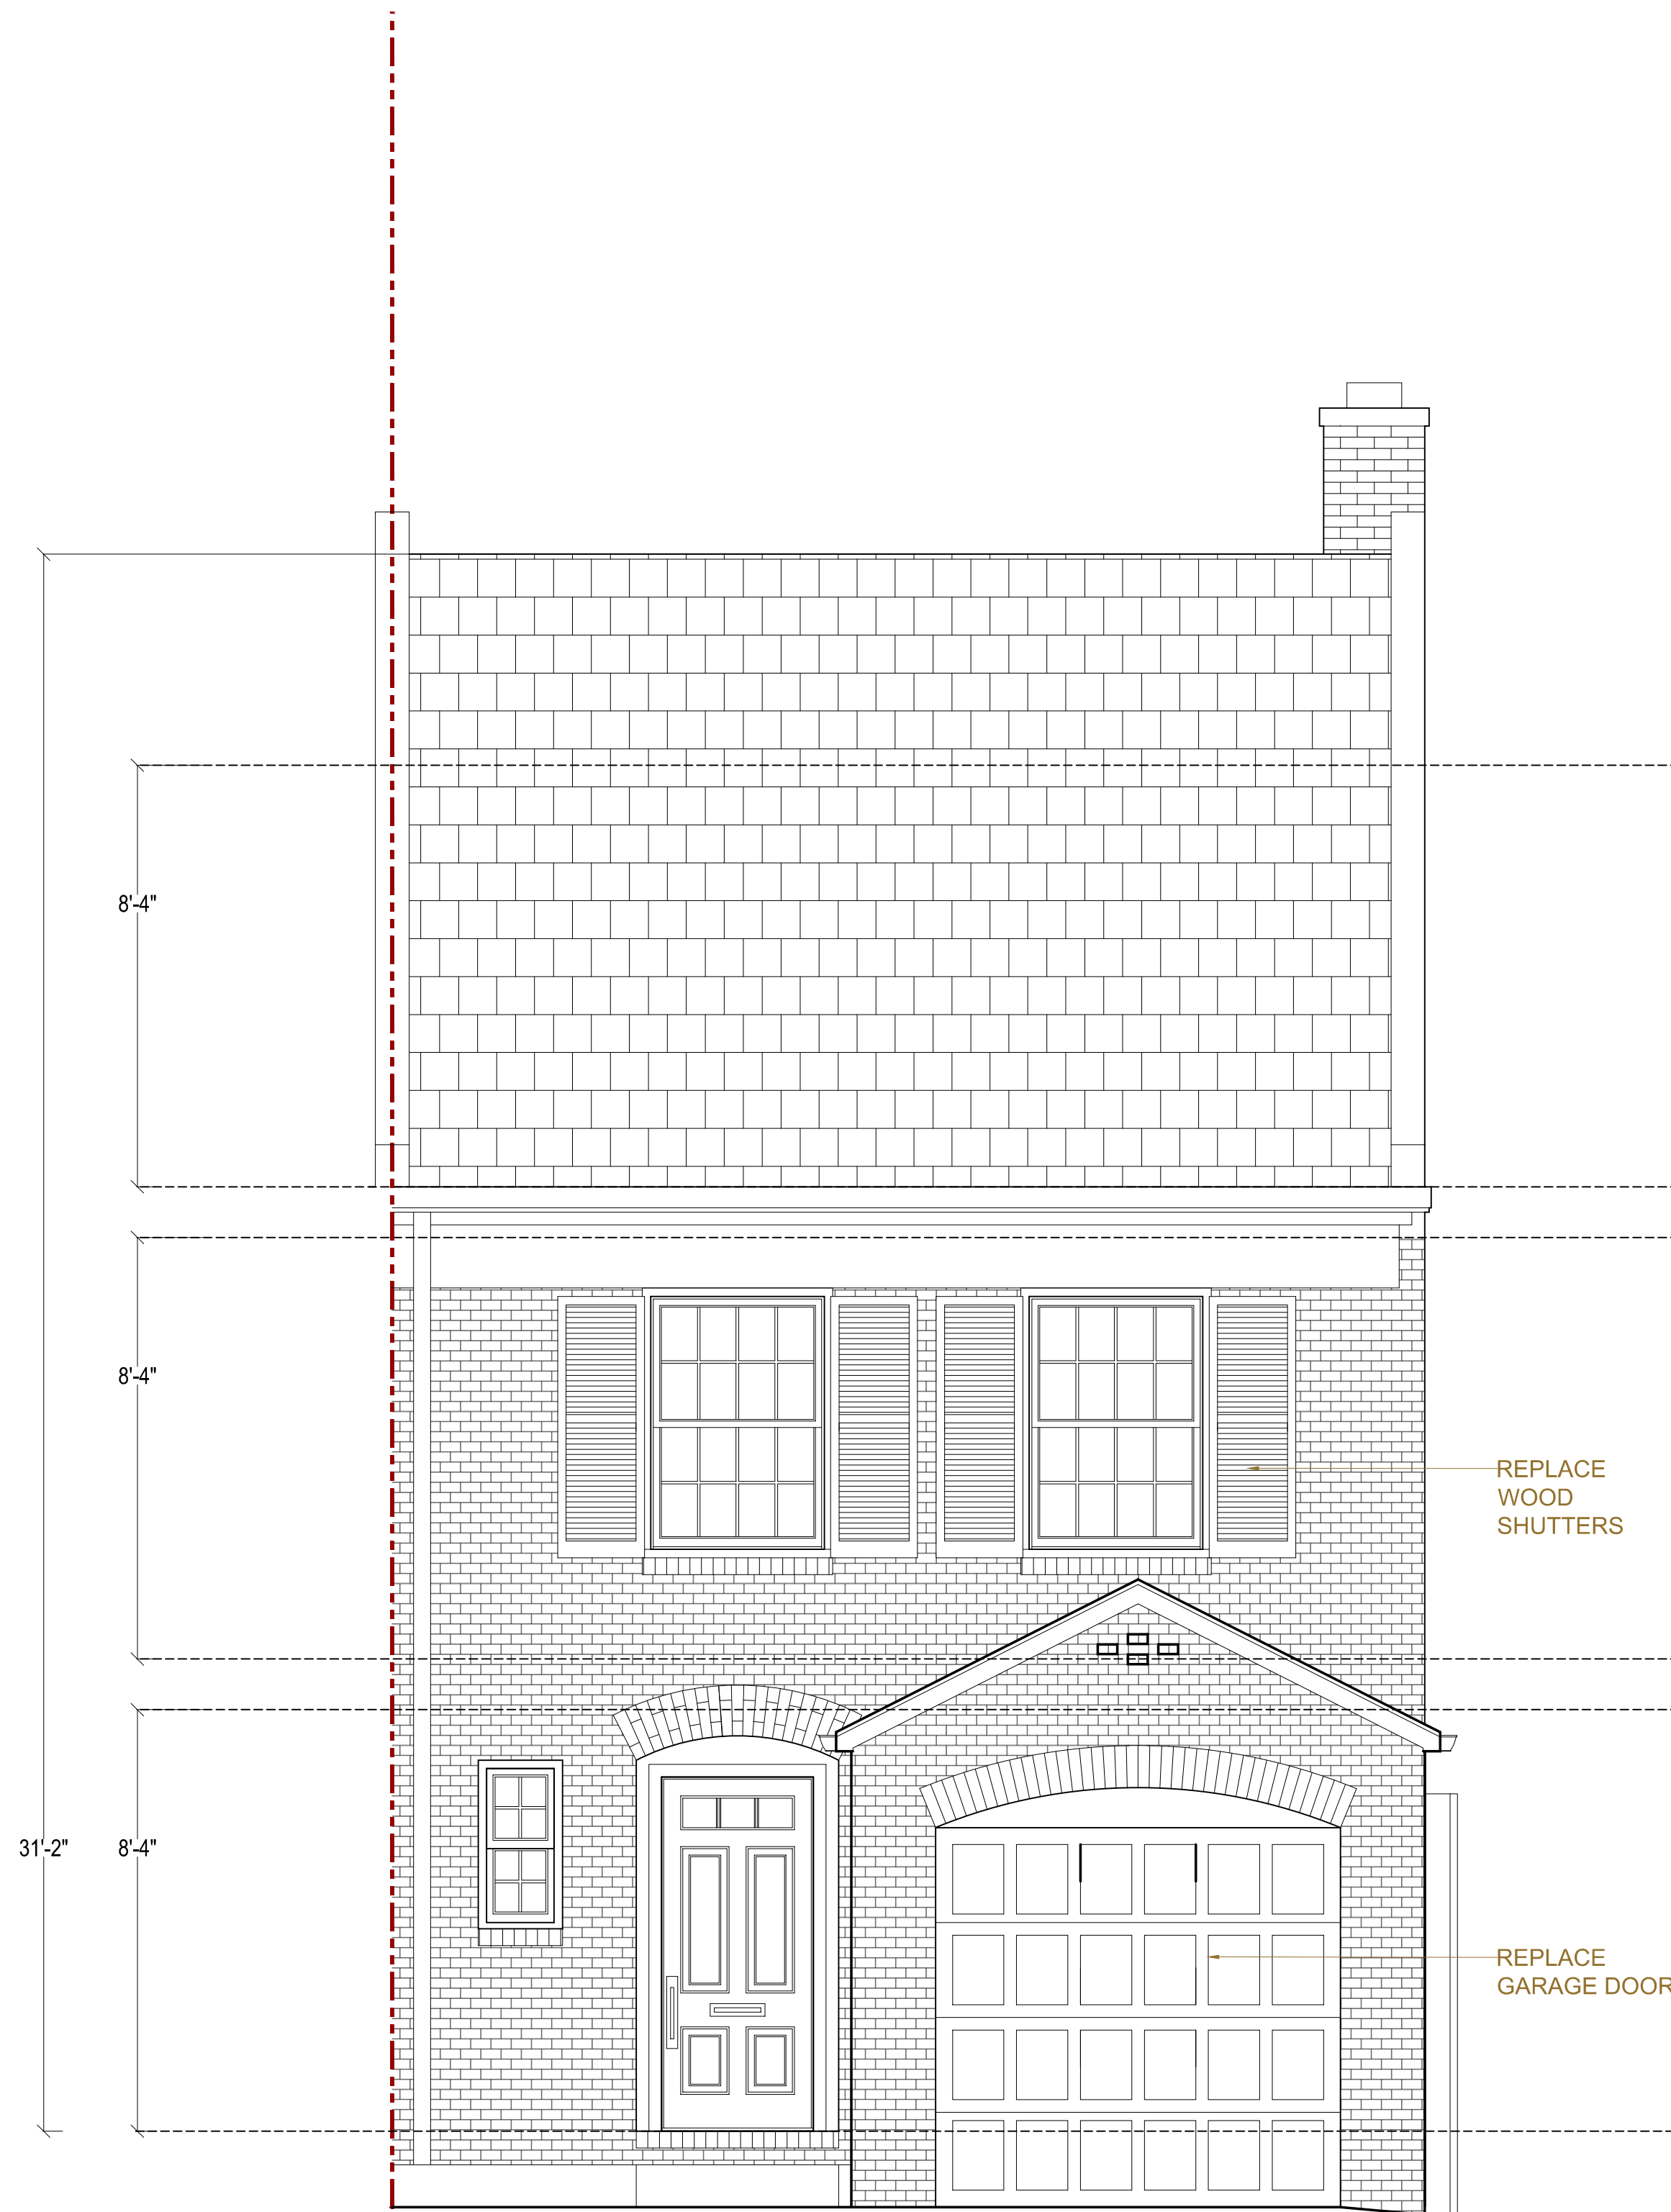 8'-4"
8'-4"
REPLACE
WOOD
SHUTTERS
31'-2"
8'-4"
REPLACE
GARAGE DOOR